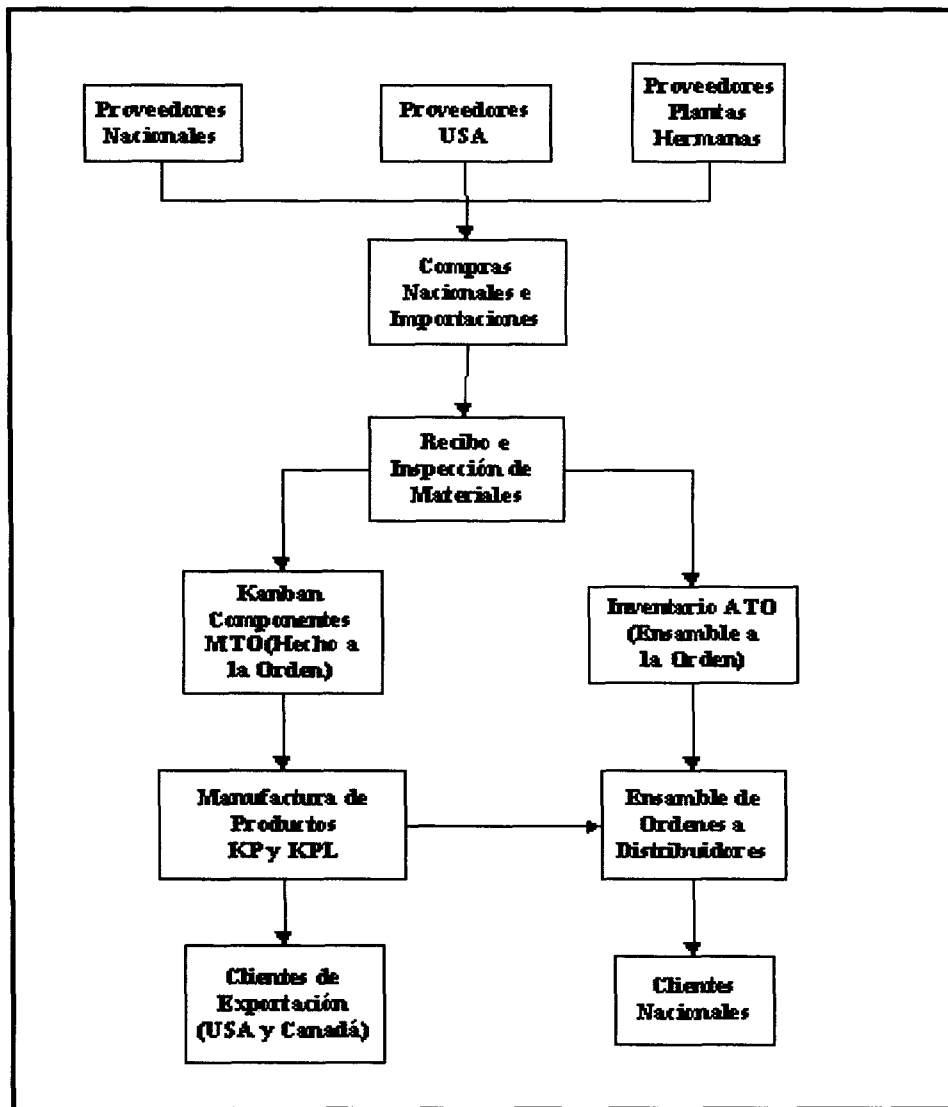 Proveedores
Nacionales
Proveedores
USA
Proveedores
Plantas
Hermanas
Compras
Nacionales e
Importaciones
Recibo e
Inspección de
Materiales
Kanban
Componentes
MTO(Hecho a
la Orden)
Inventario ATO
(Ensamble a
la Orden)
Manufactura de
Productos
KP y KPL
Ensamble de
Ordenes a
Distribuidores
Clientes de
Exportación
(USA y Canadá)
Clientes
Nacionales